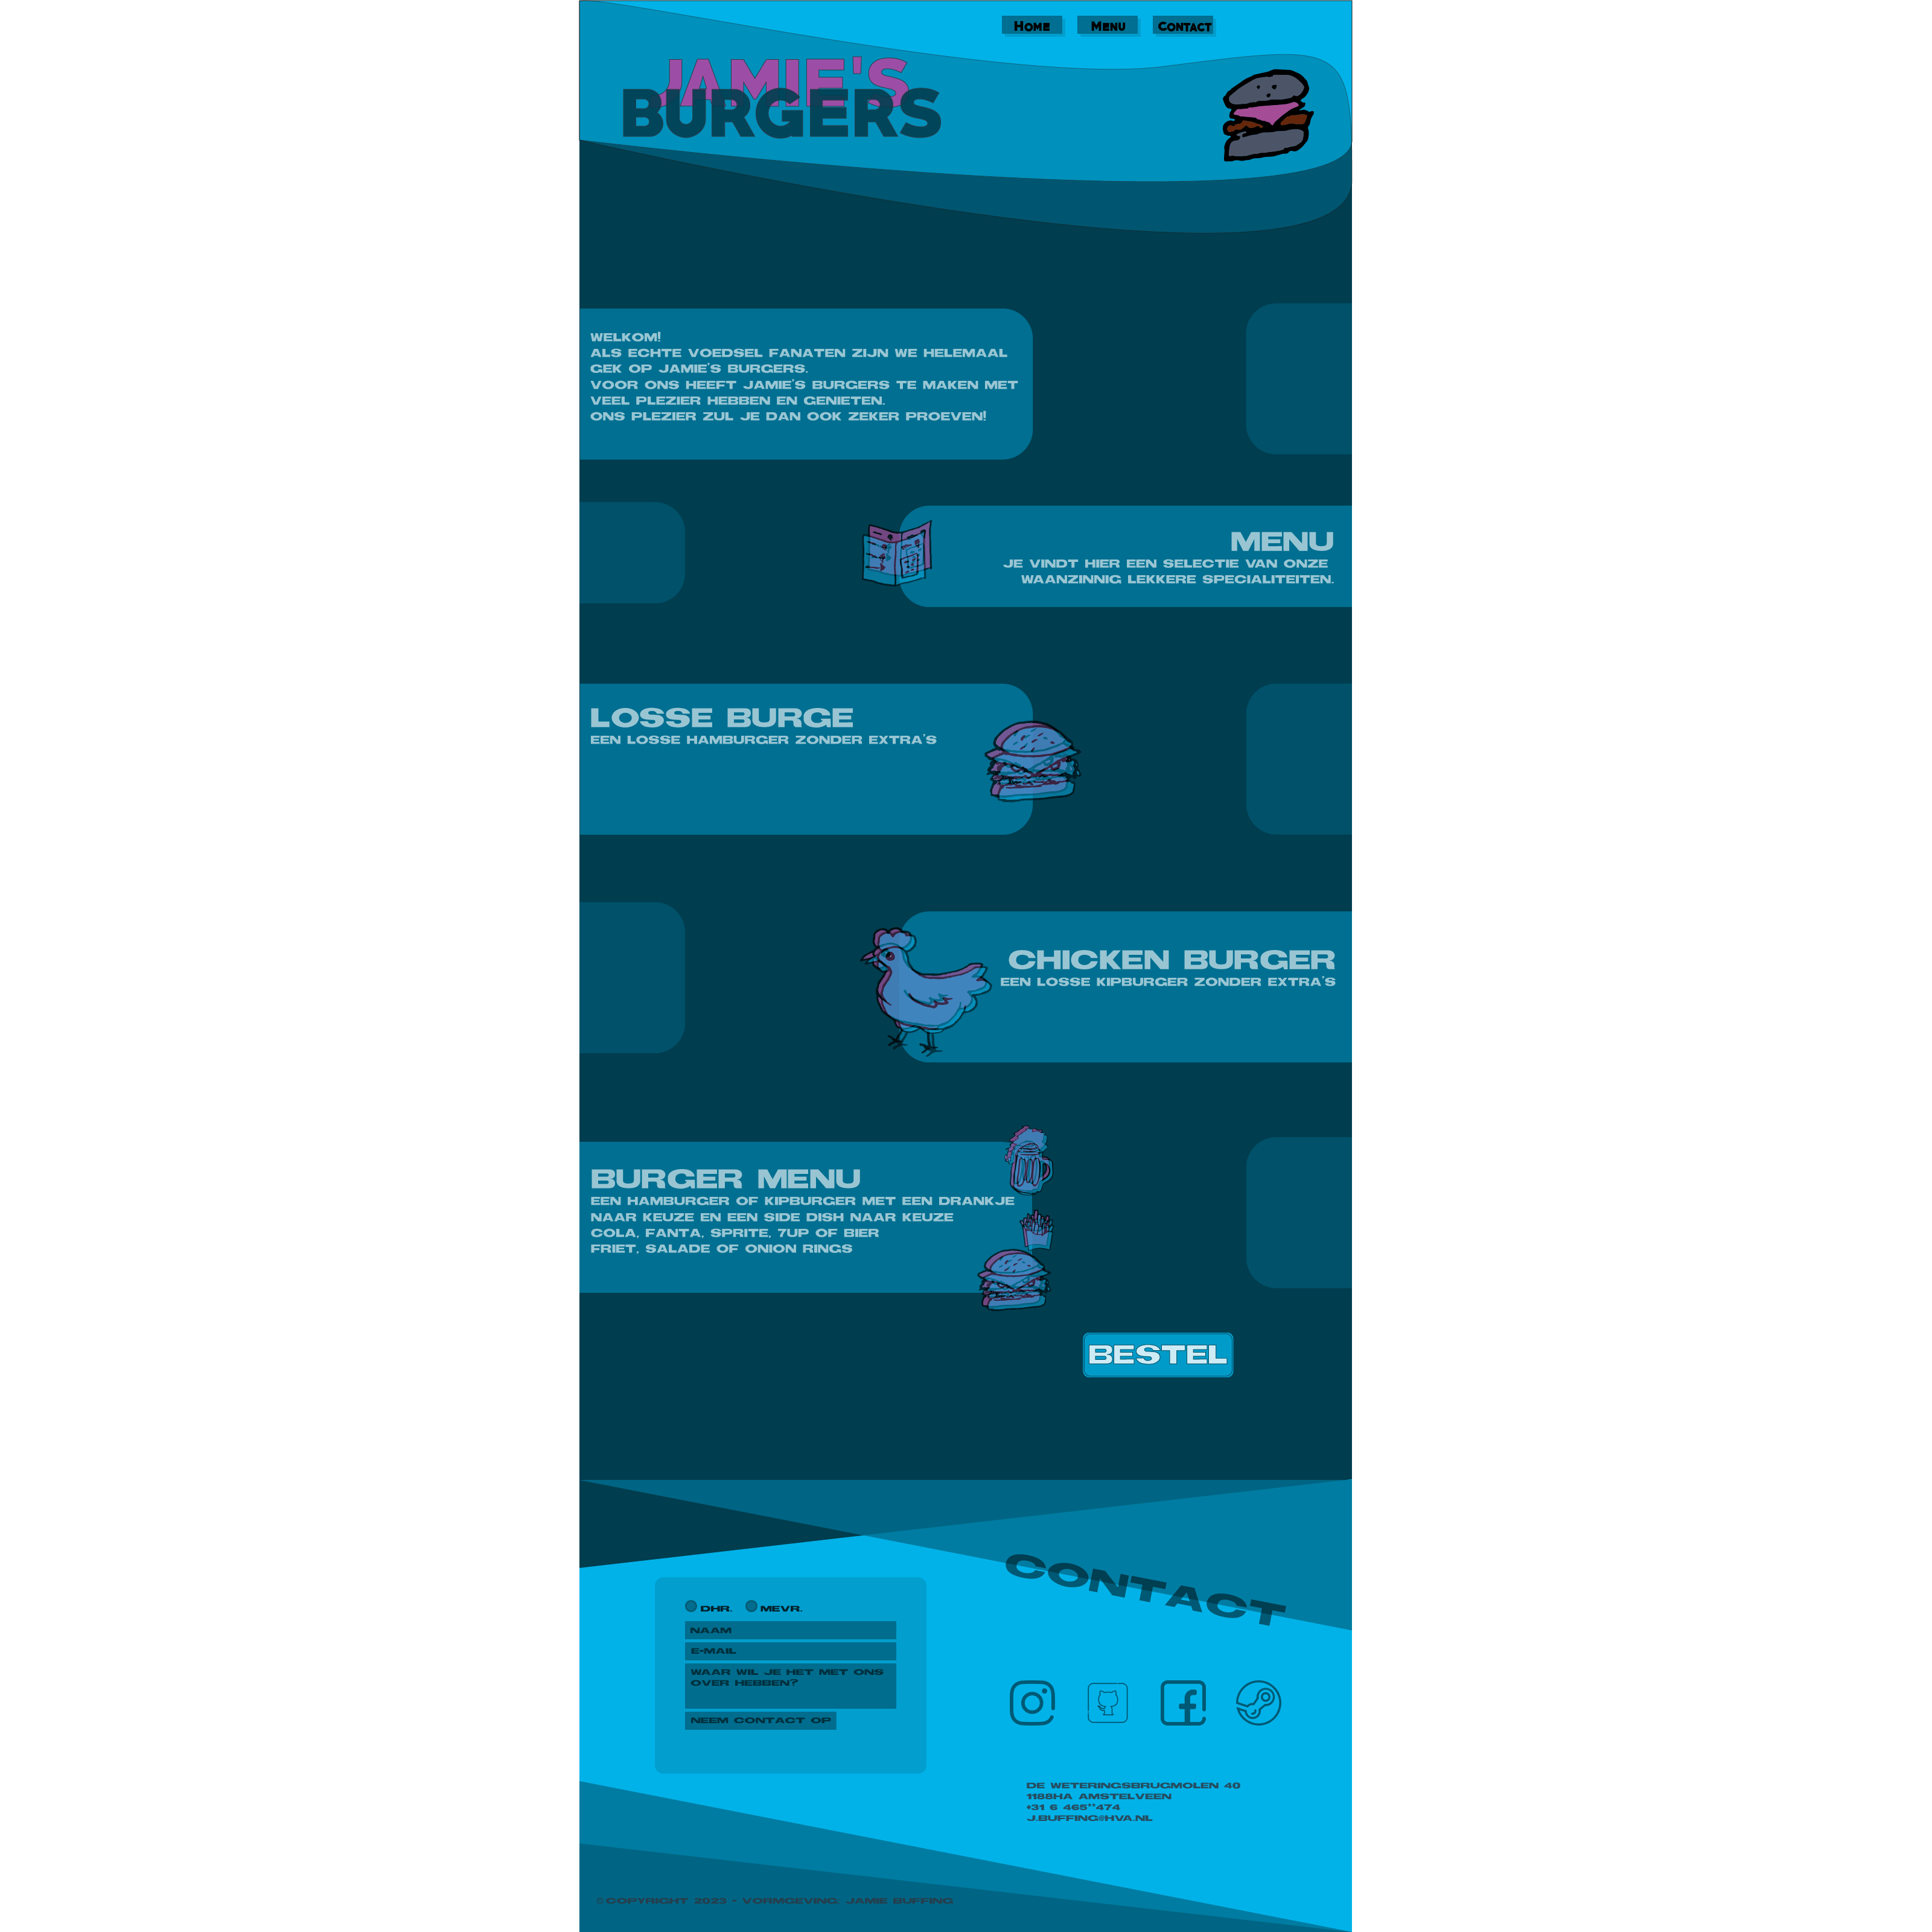 Home Menu Contact
JAMIE'S
BURGERS
WELKOM!
ALS ECHTE VOEDSEL FANATEN ZIJN WE HELEMAAL
GEK OP JAMIE'S BURGERS.
VOOR ONS HEEFT JAMIE'S BURGERS TE MAKEN MET
VEEL PLEZIER HEBBEN EN GENIETEN.
ONS PLEZIER ZUL JE DAN OOK ZEKER PROEVEN!
MENU
JE VINDT HIER EEN SELECTIE VAN ONZE
WAANZINNIG LEKKERE SPECIALITEITEN.
LOSSE BURGE
EEN LOSSE HAMBURGER ZONDER EXTRA'S
CHICKEN BURGER
EEN LOSSE KIPBURGER ZONDER EXTRA'S
BURGER MENU
EEN HAMBURGER OF KIPBURGER MET EEN DRANKJE
NAAR KEUZE EN EEN SIDE DISH NAAR KEUZE
COLA, FANTA, SPRITE, 7UP OF BIER
FRIET, SALADE OF ONION RINGS
BESTEL
CONTACT
DHR. MEVR.
NAAM
E-MAIL
WAAR WIL JE HET MET ONS
OVER HEBBEN?
NEEM CONTACT OP
DE WETERINGSBRUGMOLEN 40
1188HA AMSTELVEEN
+31 6 465**474
J.BUFFING@HVA.NL
©COPYRIGHT 2023 - VORMGEVING: JAMIE BUFFING